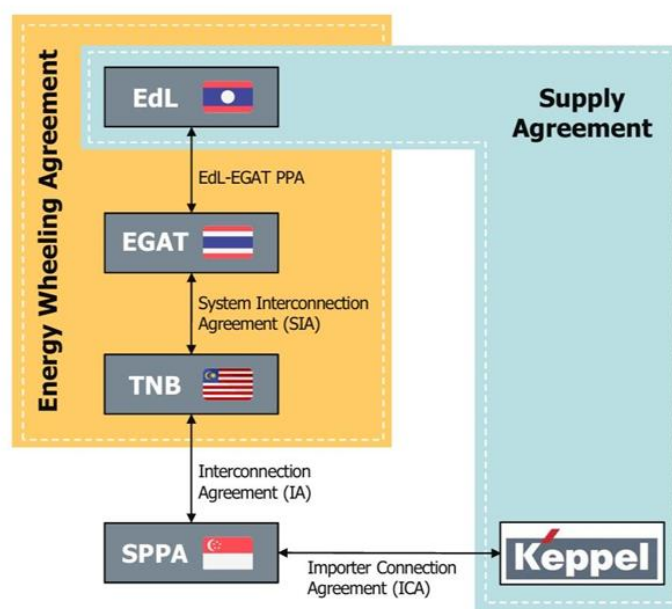 Energy Wheeling Agreement
EdL
Supply
Agreement
EdL-EGAT PPA
EGAT
System Interconnection
Agreement (SIA)
TNB
Interconnection
Agreement (IA)
SPPA
Importer Connection
Agreement (ICA)
Keppel